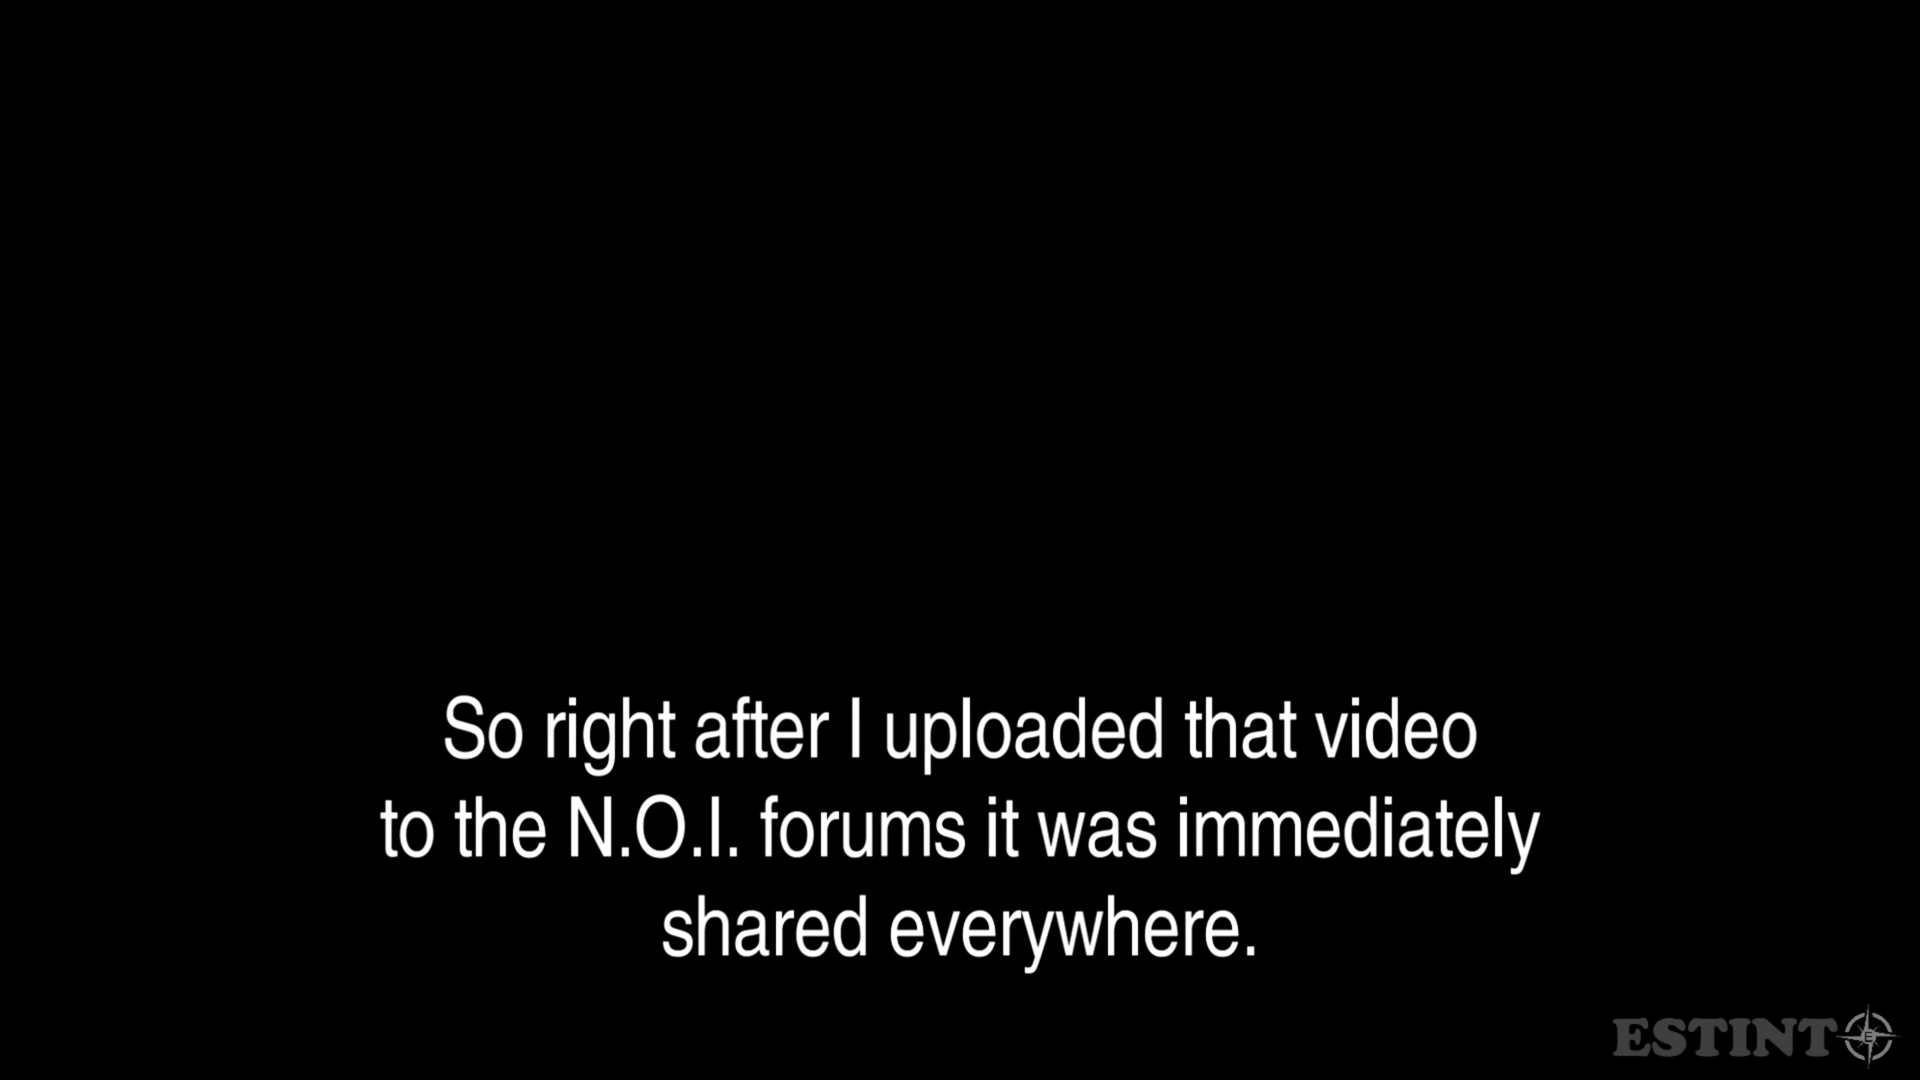 So right after I uploaded that video
to the N.O.I. forums it was immediately
shared everywhere.
ESTINT
E